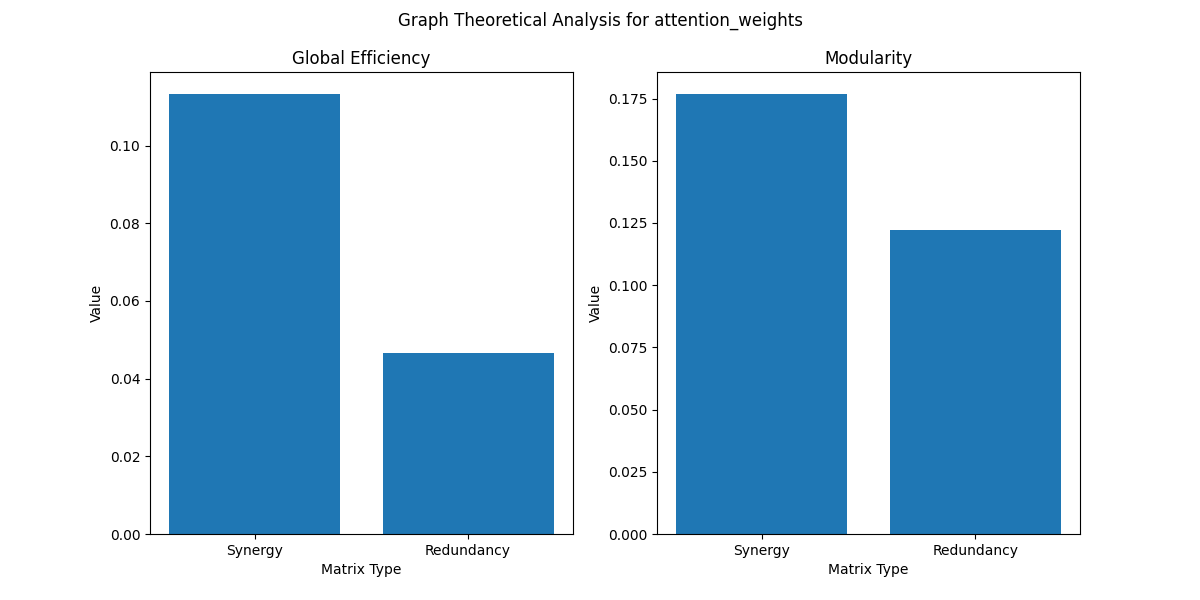 Graph Theoretical Analysis for attention_weights
Global Efficiency
0.10
0.08
0.06
0.04
0.02
0.00
Value
Synergy Redundancy
Matrix Type
Modularity
0.175
0.150
0.125
0.100
0.075
0.050
0.025
0.000
Value
Synergy Redundancy
Matrix Type